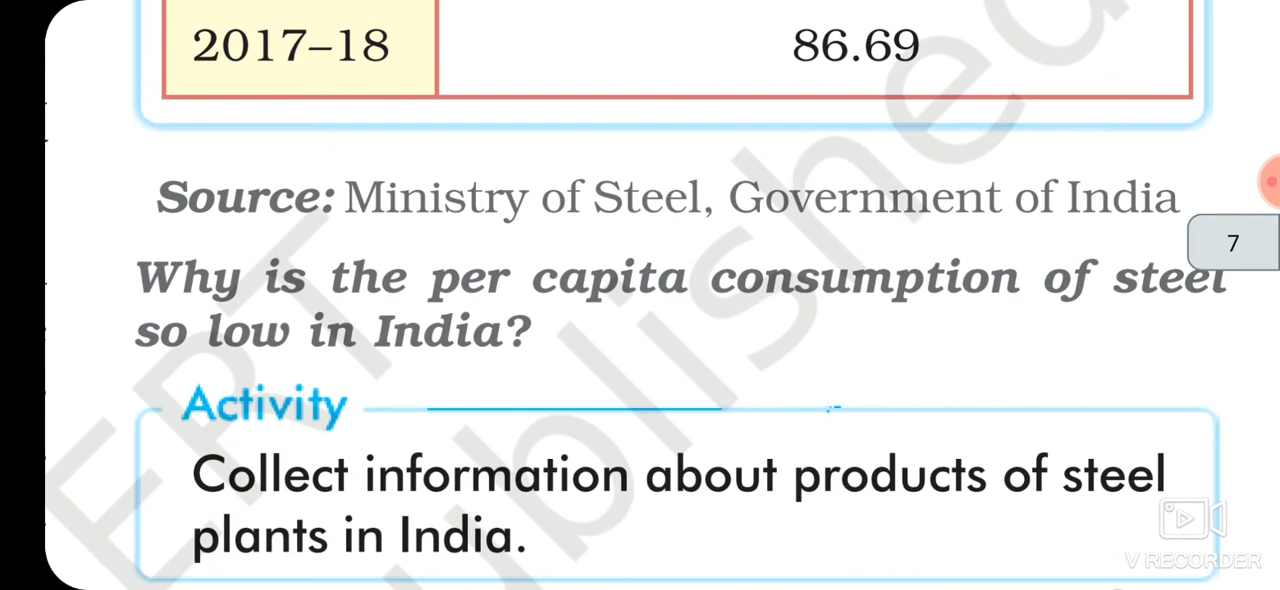 2017–18 86.69
Source: Ministry of Steel, Government of India
7
Why is the per capita consumption of steel
so low in India?
Activity
Collect information about products of steel
plants in India.
V RECORDER